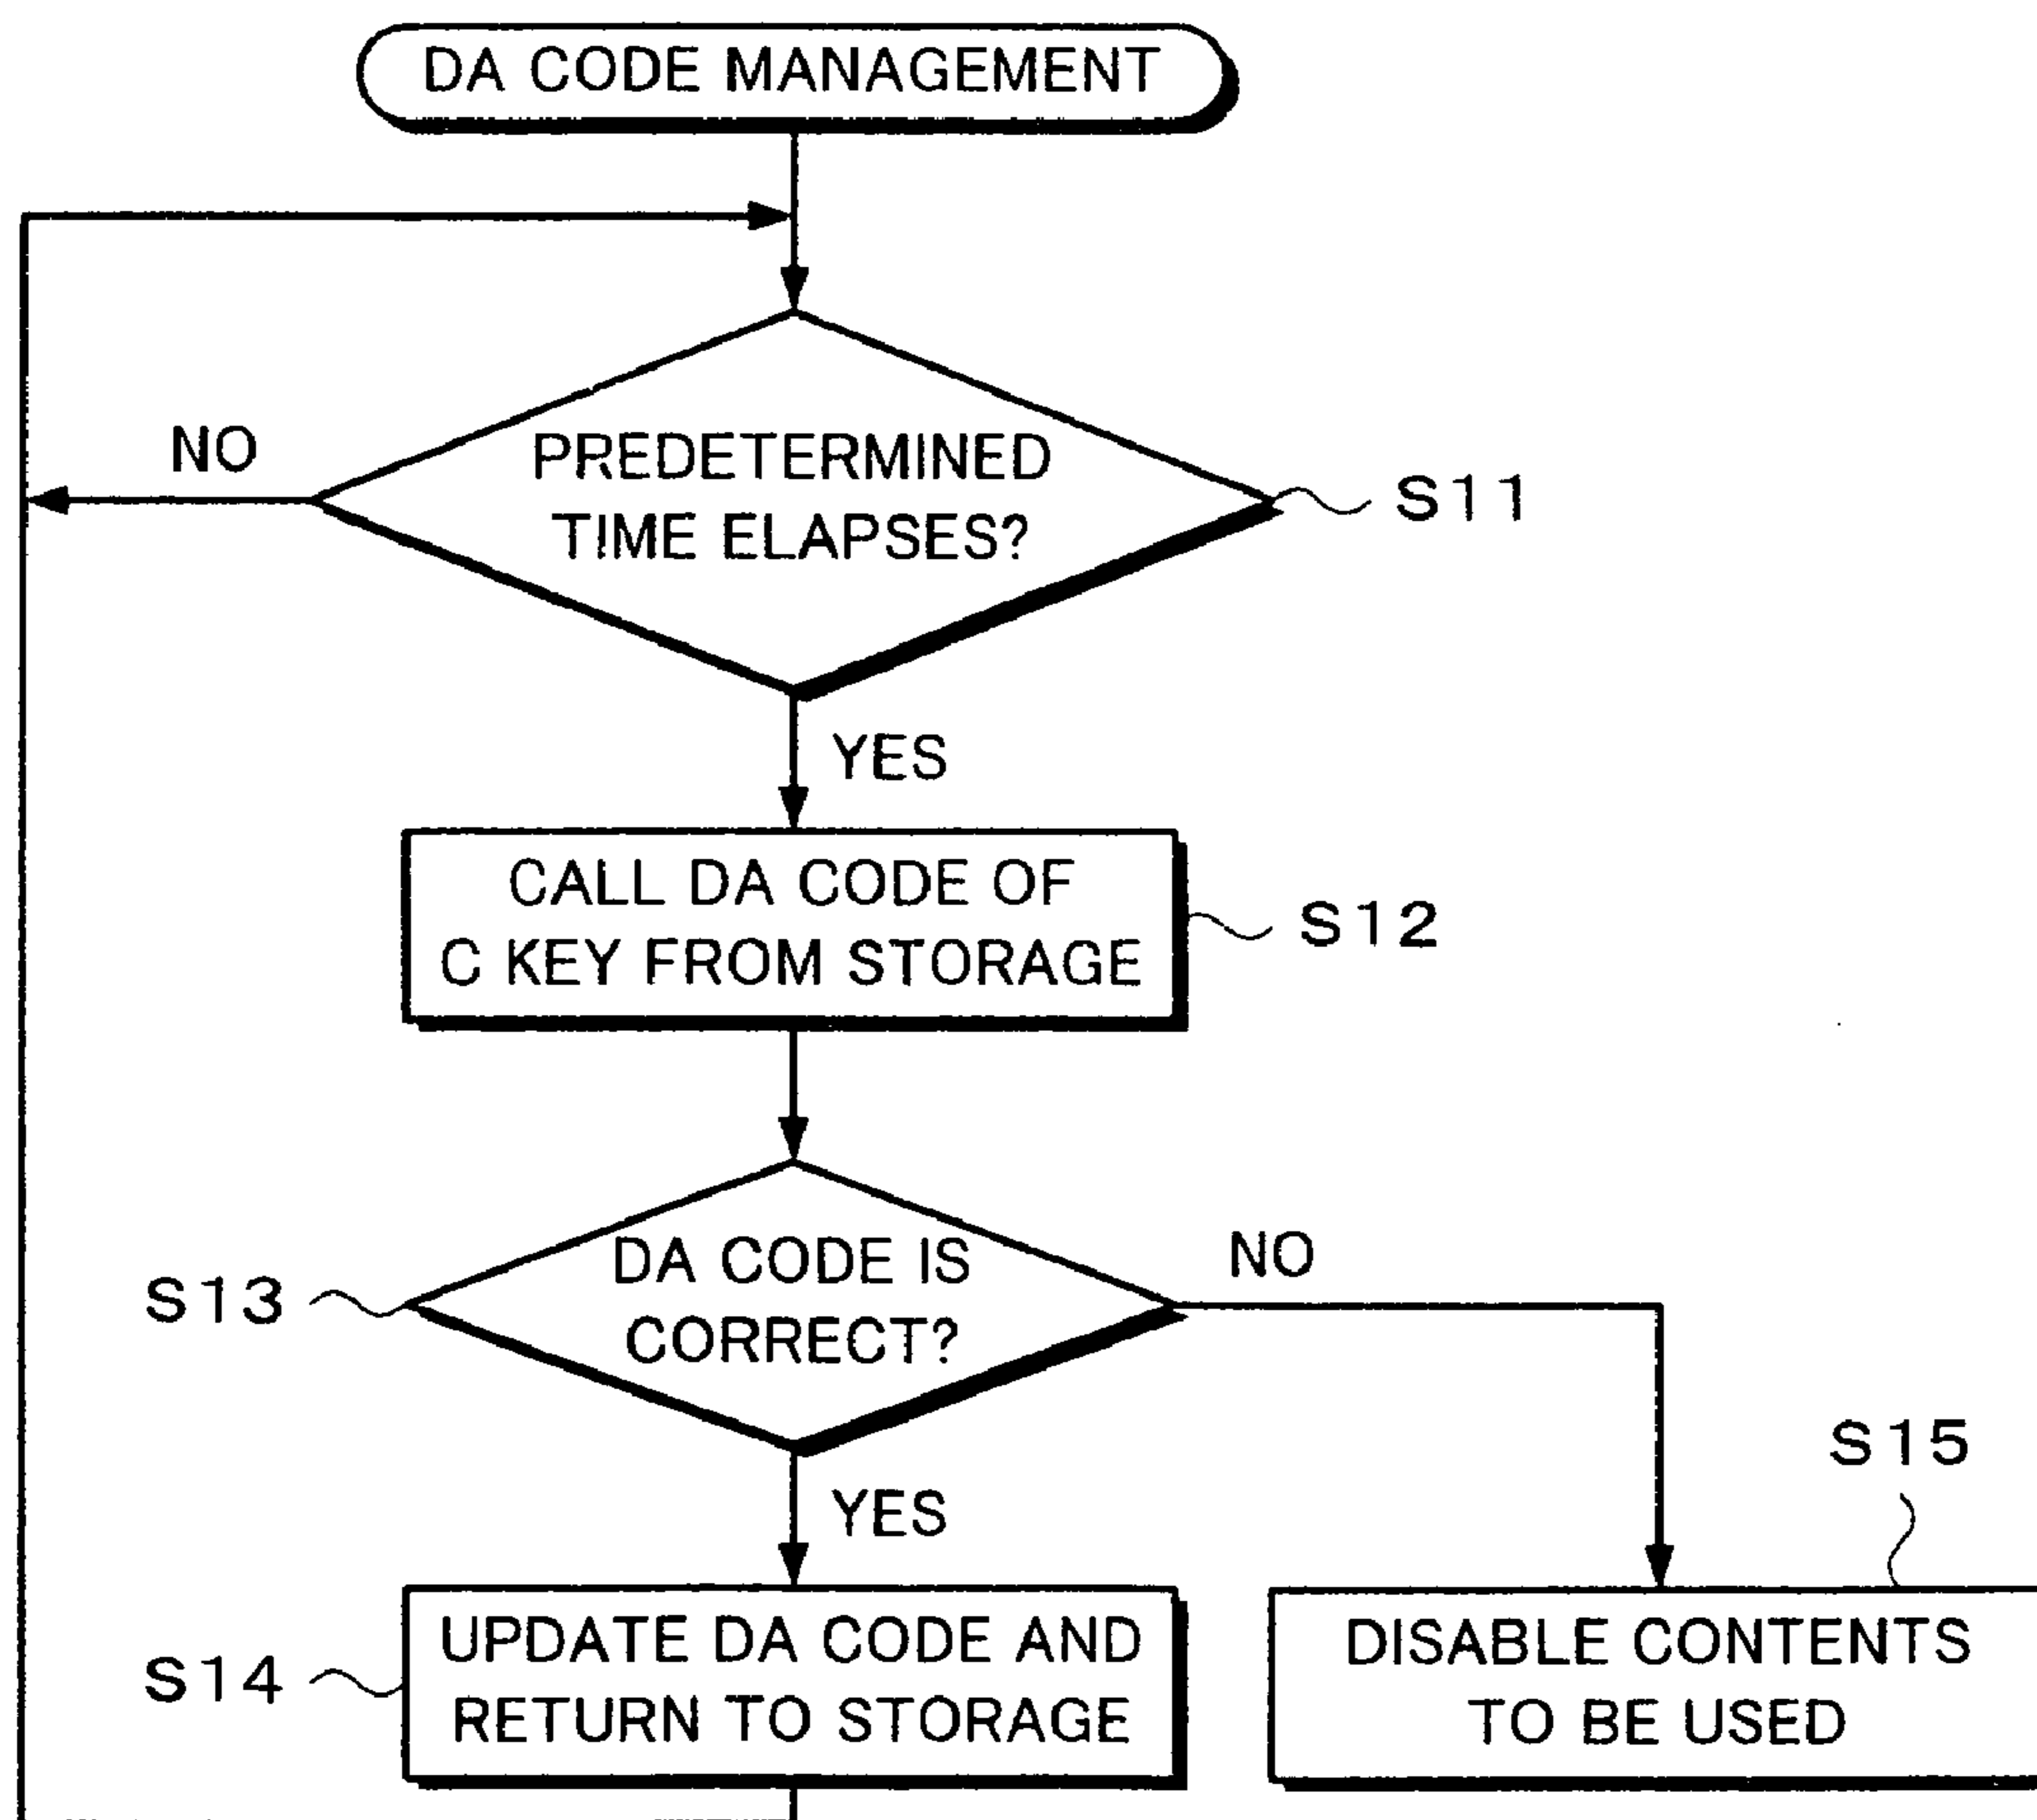 DA CODE MANAGEMENT
NO
PREDETERMINED
TIME ELAPSES?
S11
YES
CALL DA CODE OF
C KEY FROM STORAGE
S12
S13
DA CODE IS
CORRECT?
NO
YES
S15
S14
UPDATE DA CODE AND
RETURN TO STORAGE
DISABLE CONTENTS
TO BE USED